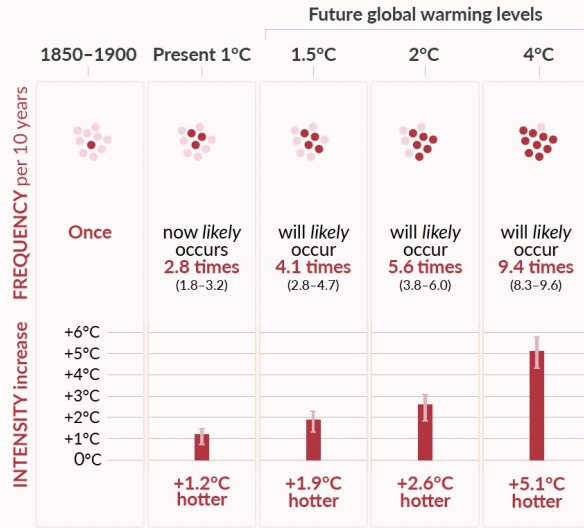 Future global warming levels
1850–1900 Present 1°C 1.5°C 2°C 4°C
FREQUENCY per 10 years
Once
now likely
occurs
2.8 times
(1.8–3.2)
will likely
occur
4.1 times
(2.8–4.7)
will likely
occur
5.6 times
(3.8–6.0)
will likely
occur
9.4 times
(8.3–9.6)
INTENSITY increase
+6°C
+5°C
+4°C
+3°C
+2°C
+1°C
0°C
+1.2°C
hotter
+1.9°C
hotter
+2.6°C
hotter
+5.1°C
hotter